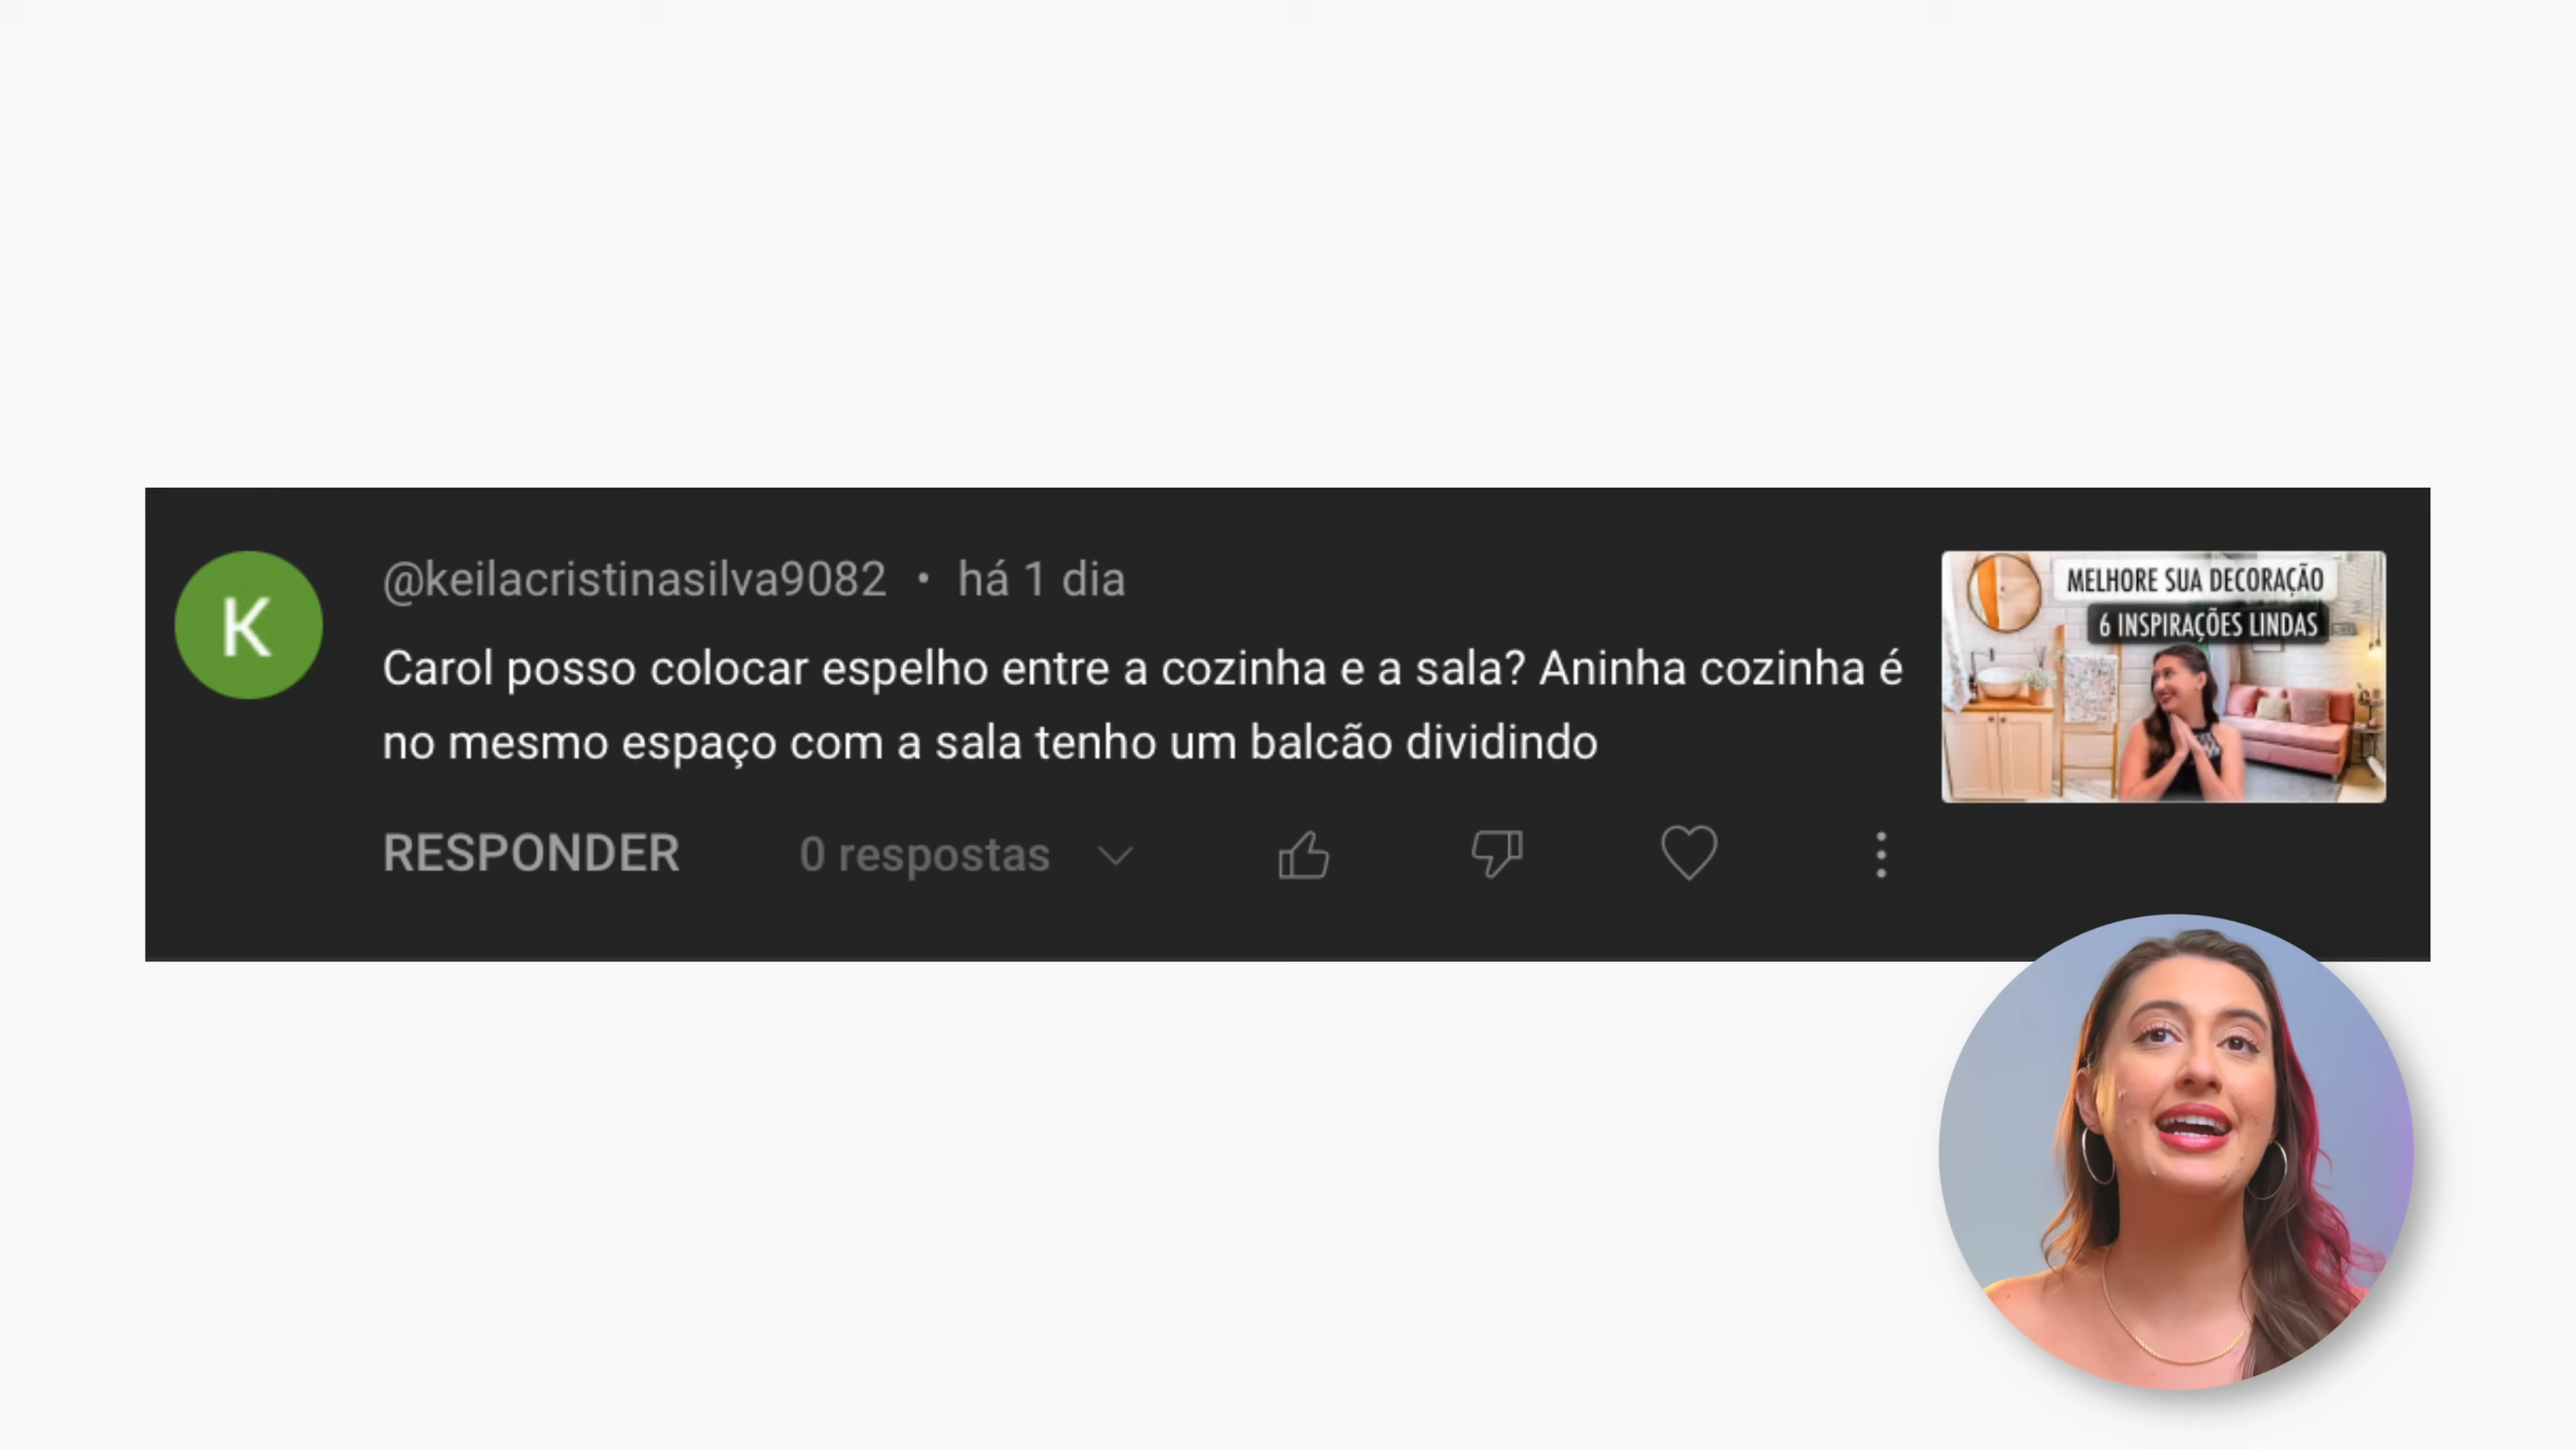 K
@keilacristinasilva9082 • há 1 dia
Carol posso colocar espelho entre a cozinha e a sala? Aninha cozinha é
no mesmo espaço com a sala tenho um balcão dividindo
RESPONDER 0 respostas
MELHORE SUA DECORAÇÃO
6 INSPIRAÇÕES LINDAS